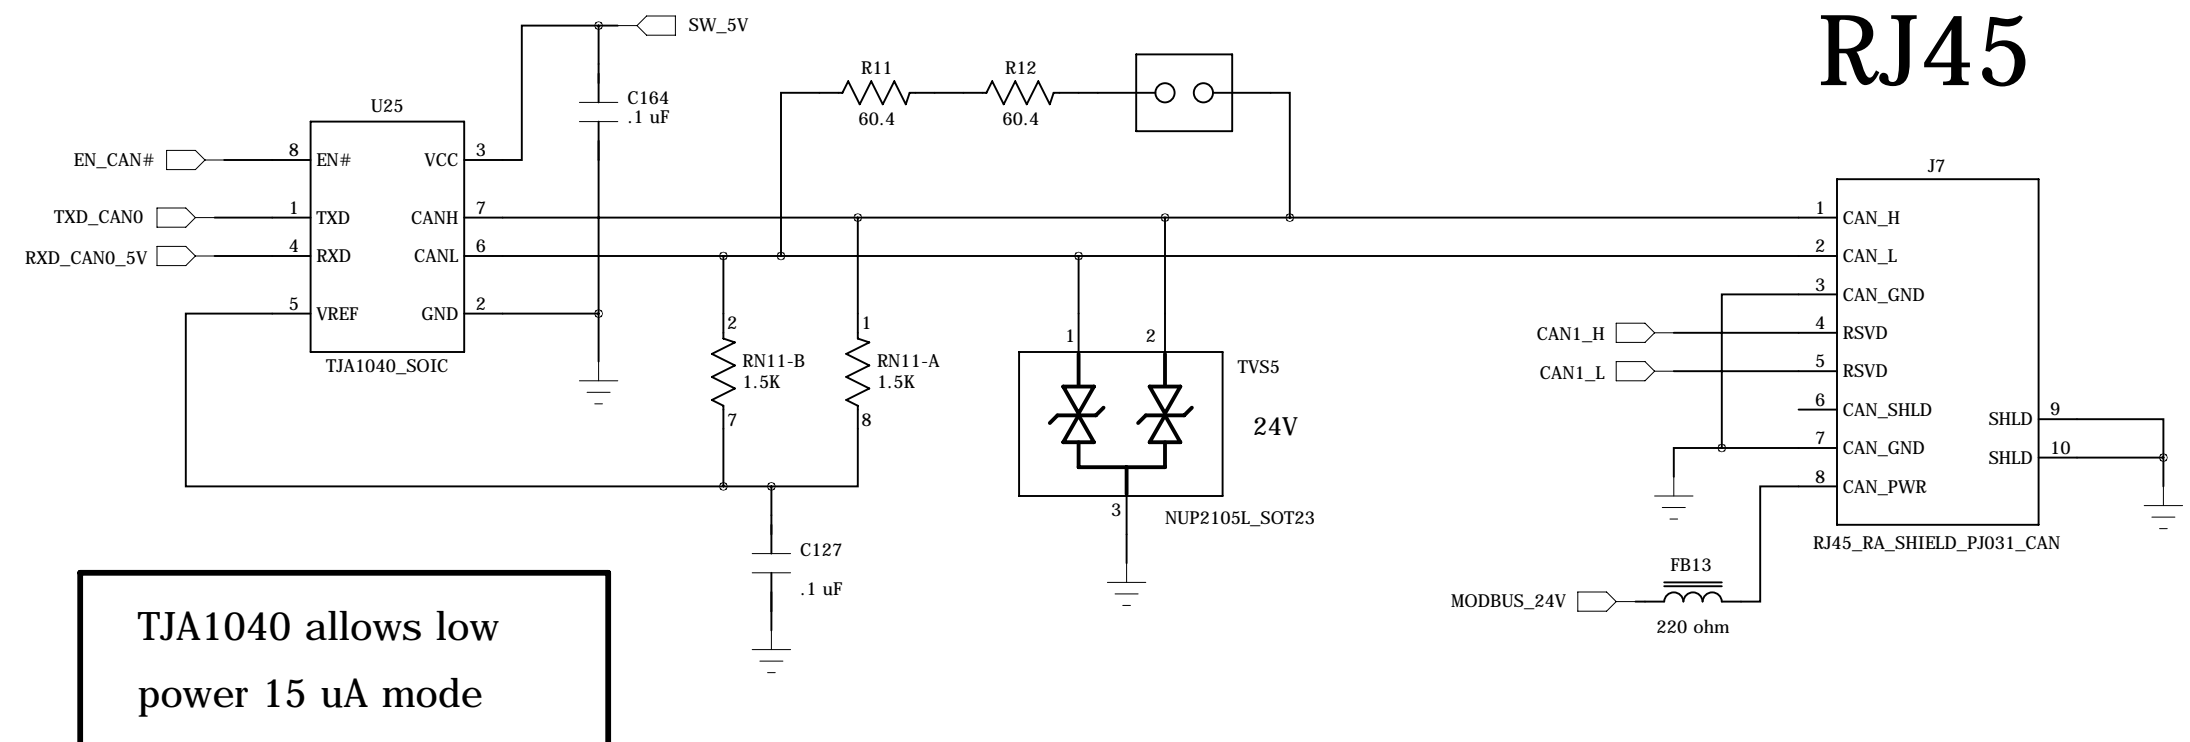 RJ45
SW_5V
R11
R12
60.4
60.4
C164
.1 uF
U25
EN_CAN#
8
EN#
VCC
3
TXD_CAN0
1
TXD
CANH
7
RXD_CAN0_5V
4
RXD
CANL
6
5
VREF
GND
2
TJA1040_SOIC
2
RN11-B
1.5K
7
1
RN11-A
1.5K
8
1
2
TVS5
24V
3
NUP2105L_SOT23
C127
.1 uF
J7
1
CAN_H
2
CAN_L
3
CAN_GND
CAN1_H
4
RSVD
CAN1_L
5
RSVD
6
CAN_SHLD
7
CAN_GND
8
CAN_PWR
SHLD
9
SHLD
10
RJ45_RA_SHIELD_PJ031_CAN
FB13
MODBUS_24V
220 ohm
TJA1040 allows low
power 15 uA mode